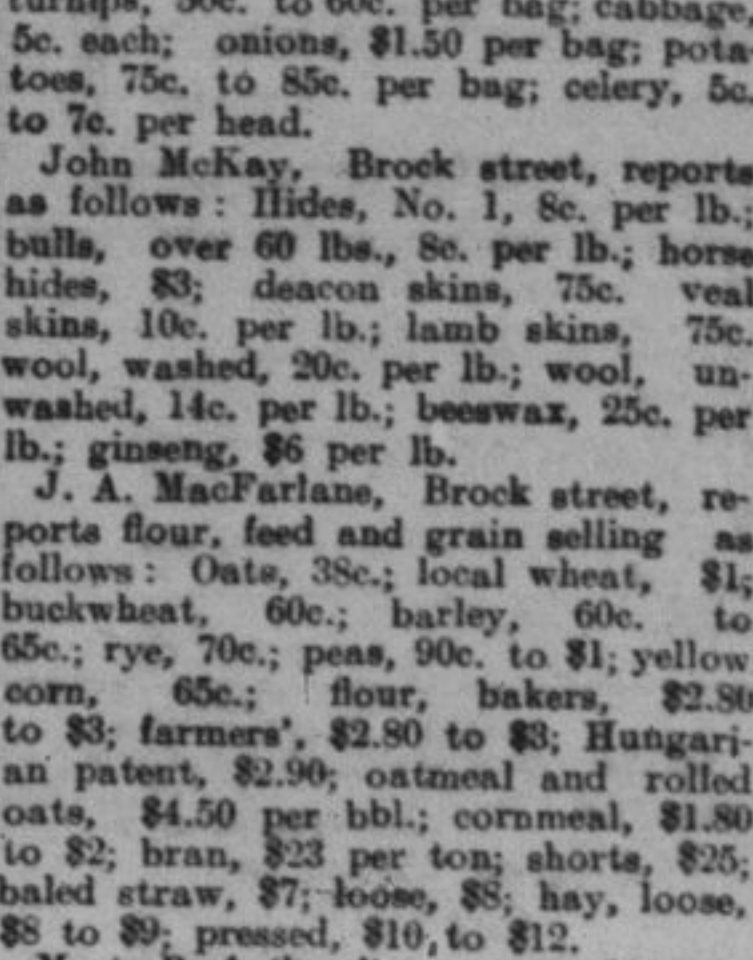 turnips, 50c. to 60c. per bag; cabbage,
5c. each; onions, $1.50 per bag; pota-
toes, 75c. to 85c. per bag; celery, 5c.
to 7c. per head.
John McKay, Brock street, reports
as follows: Hides, No. 1, 8c. per lb.;
bulls, over 60 lbs., 8c. per lb.; horse
hides, $3; deacon skins, 75c. veal
skins, 10c. per lb.; lamb skins, 75c.
wool, washed, 20c. per lb.; wool, un-
washed, 14c. per lb.; beeswax, 25c. per
lb.; ginseng, $6 per lb.
J. A. MacFarlane, Brock street, re-
ports flour, feed and grain selling as
follows: Oats, 38c.; local wheat, $1;
buckwheat, 60c.; barley, 60c. to
65c.; rye, 70c.; peas, 90c. to $1; yellow
corn, 65c.; flour, bakers, $2.80
to $3; farmers', $2.80 to $3; Hungari-
an patent, $2.90; oatmeal and rolled
oats, $4.50 per bbl.; cornmeal, $1.80
to $2; bran, $23 per ton; shorts, $25;
baled straw, $7; loose, $8; hay, loose,
$8 to $9; pressed, $10, to $12.